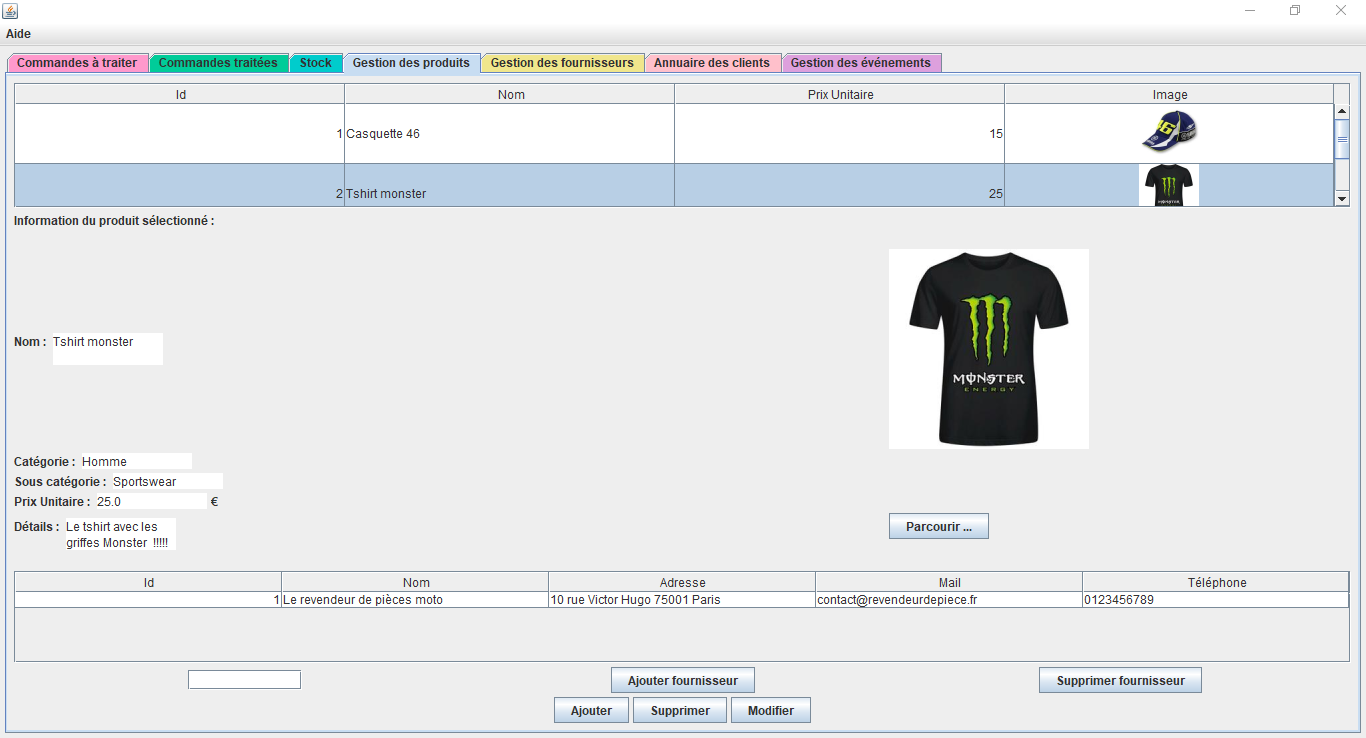 Aide
Commandes à traiter Commandes traitées Stock Gestion des produits Gestion des fournisseurs Annuaire des clients Gestion des événements
Id Nom Prix Unitaire Image
1 Casquette 46 15
46
2 Tshirt monster 25
Information du produit sélectionné :
Nom : Tshirt monster
MONSTER
ENERGY
Catégorie : Homme
Sous catégorie : Sportswear
Prix Unitaire : 25.0 €
Détails : Le tshirt avec les
griffes Monster !!!!!
Parcourir ...
Id Nom Adresse Mail Téléphone
1 Le revendeur de pièces moto 10 rue Victor Hugo 75001 Paris contact@revendeurdepiece.fr 0123456789
Ajouter fournisseur Supprimer fournisseur
Ajouter Supprimer Modifier